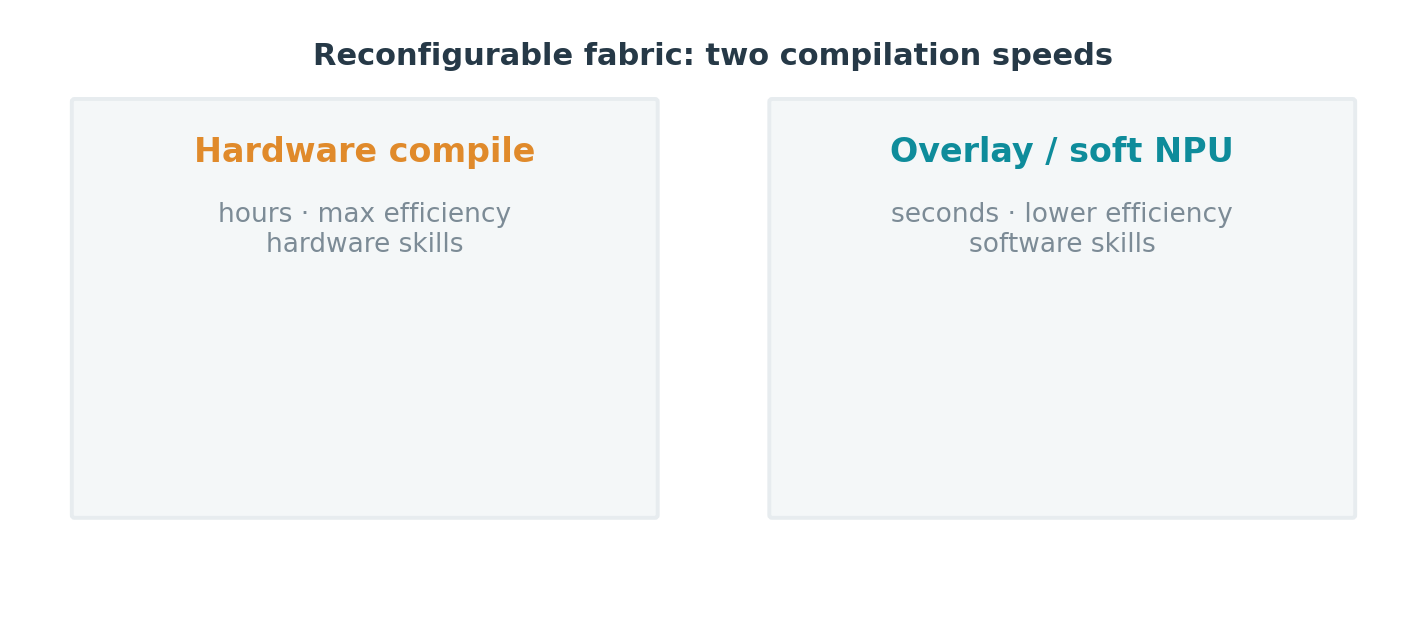 Reconfigurable fabric: two compilation speeds
Hardware compile
hours · max efficiency
hardware skills
Overlay / soft NPU
seconds · lower efficiency
software skills